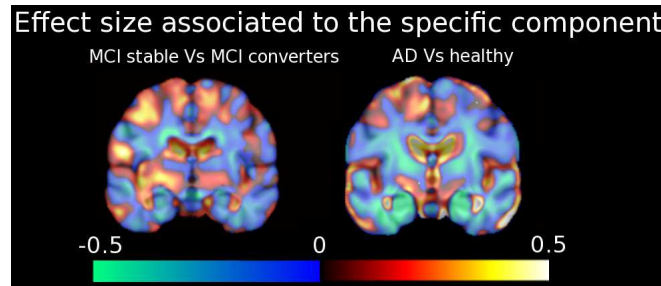 Effect size associated to the specific component
MCI stable Vs MCI converters
AD Vs healthy
-0.5
0
0.5